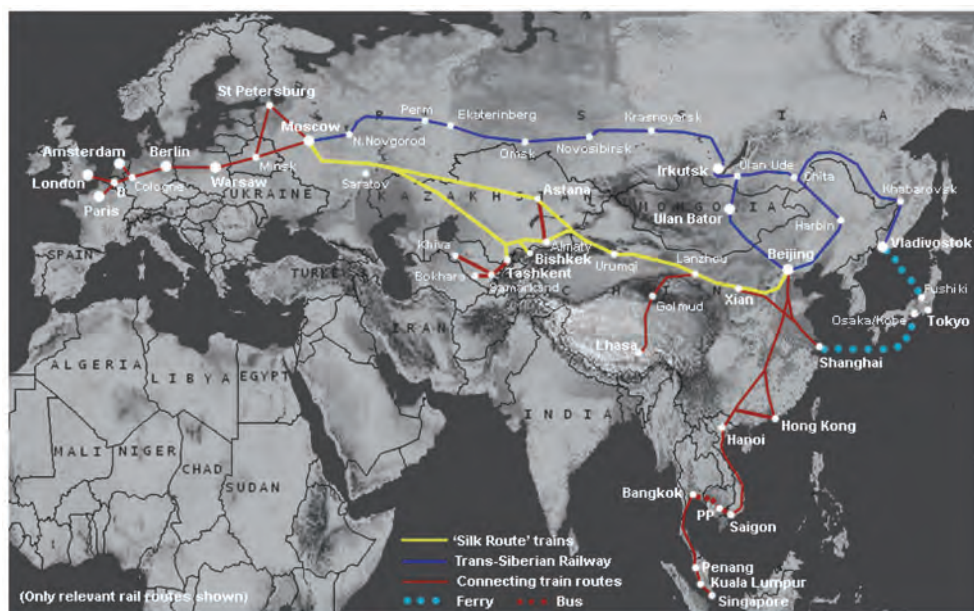 St Petersburg
R U S S I A
Perm
Ekaterinberg
Krasnoyarsk
Moscow
N.Novgorod
Omsk
Novosibirsk
Amsterdam
Berlin
Minsk
Irkutsk
Ulan Ude
Chita
London
Cologne
Warsaw
Saratov
B
Paris
UKRAINE
KAZAKHSTAN
Astana
MONGOLIA
Khabarovsk
Ulan Bator
Harbin
Khiva
Almaty
Vladivostok
SPAIN
Bishkek
Urumqi
Lanzhou
Beijing
TURKEY
Bokhara
Tashkent
Samarkand
C H I N A
Fushiki
Golmud
Xian
Osaka/Kobe
Tokyo
IRAN
Lhasa
Shanghai
ALGERIA
LIBYA
EGYPT
INDIA
Hong Kong
Hanoi
MALI
NIGER
CHAD
SUDAN
Bangkok
PP
Saigon
'Silk Route' trains
Trans-Siberian Railway
Penang
Connecting train routes
Kuala Lumpur
(Only relevant rail routes shown)
Ferry
Bus
Singapore